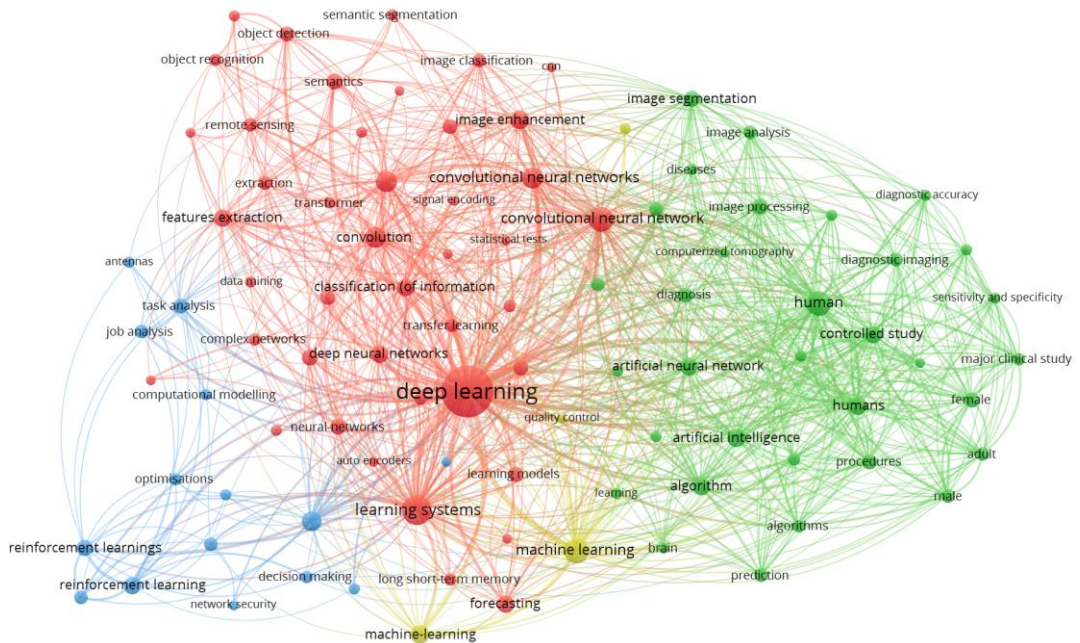 semantic segmentation
object detection
object recognition
image classification
cnn
semantics
image segmentation
image enhancement
remote sensing
image analysis
diseases
convolutional neural networks
extraction
diagnostic accuracy
transformer
signal encoding
image processing
features extraction
convolutional neural network
convolution
statistical tests
computerized tomography
antennas
diagnostic imaging
data mining
classification (of information
diagnosis
sensitivity and specificity
task analysis
human
job analysis
transfer learning
controlled study
complex networks
deep neural networks
major clinical study
artificial neural network
deep learning
computational modelling
female
humans
quality control
neural-networks
artificial intelligence
adult
auto encoders
procedures
optimisations
learning models
algorithm
learning
male
learning systems
algorithms
reinforcement learnings
machine learning
brain
decision making
long short-term memory
prediction
reinforcement learning
network security
forecasting
machine-learning